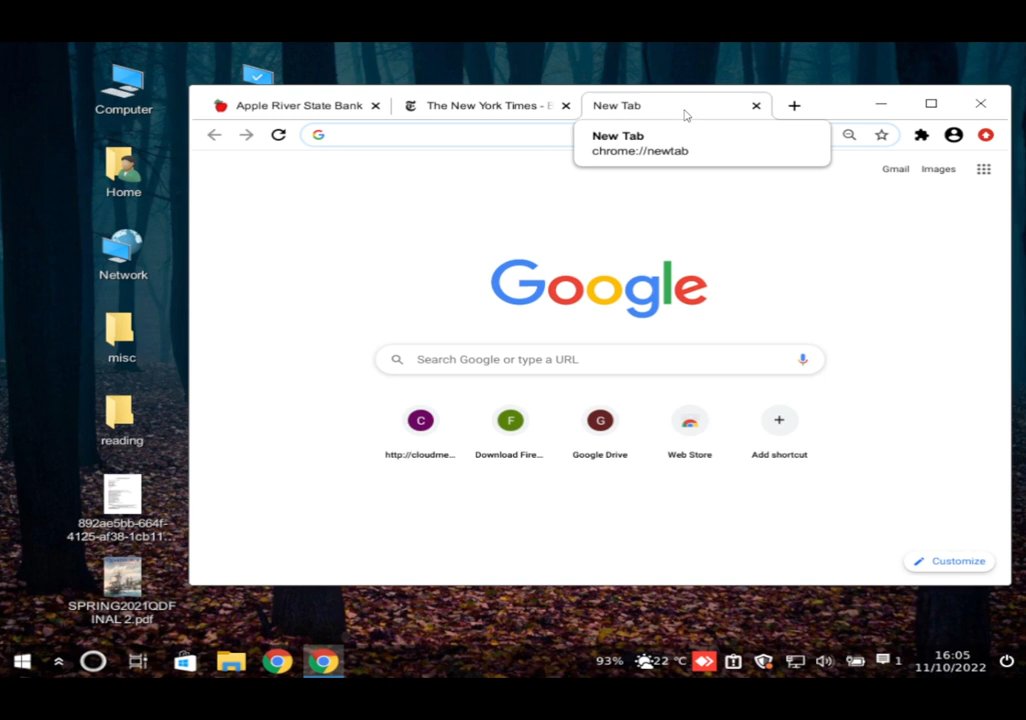 Computer
Home
Network
misc
reading
892ae5bb-664f-
4125-af38-1cb11...
SPRING2021QDF
INAL 2.pdf
Apple River State Bank
The New York Times -
New Tab
New Tab
chrome://newtab
Gmail Images
Google
Search Google or type a URL
C F G
http://cloudme... Download Fire... Google Drive Web Store Add shortcut
Customize
93% 22 °C 1 16:05
11/10/2022